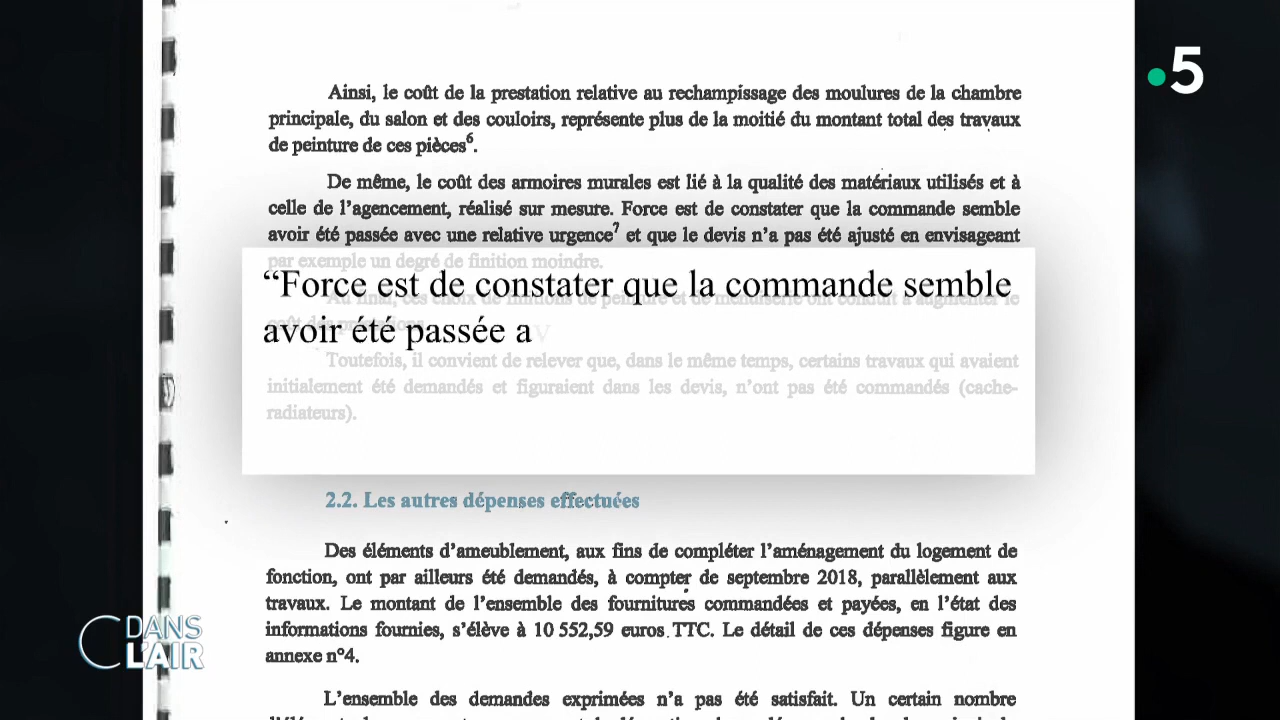 5
Ainsi, le coût de la prestation relative au rechampissage des moulures de la chambre
principale, du salon et des couloirs, représente plus de la moitié du montant total des travaux
de peinture de ces pièces⁶.
De même, le coût des armoires murales est lié à la qualité des matériaux utilisés et à
celle de l’agencement, réalisé sur mesure. Force est de constater que la commande semble
avoir été passée avec une relative urgence⁷ et que le devis n’a pas été ajusté en envisageant
par exemple un degré de finition moindre.
“Force est de constater que la commande semble
avoir été passée av
Toutefois, il convient de relever que, dans le même temps, certains travaux qui avaient
initialement été demandés et figuraient dans les devis, n’ont pas été commandés (cache-
radiateurs).
2.2. Les autres dépenses effectuées
Des éléments d’ameublement, aux fins de compléter l’aménagement du logement de
fonction, ont par ailleurs été demandés, à compter de septembre 2018, parallèlement aux
travaux. Le montant de l’ensemble des fournitures commandées et payées, en l’état des
informations fournies, s’élève à 10 552,59 euros TTC. Le détail de ces dépenses figure en
annexe n°4.
L’ensemble des demandes exprimées n’a pas été satisfait. Un certain nombre
C DANS
L'AIR